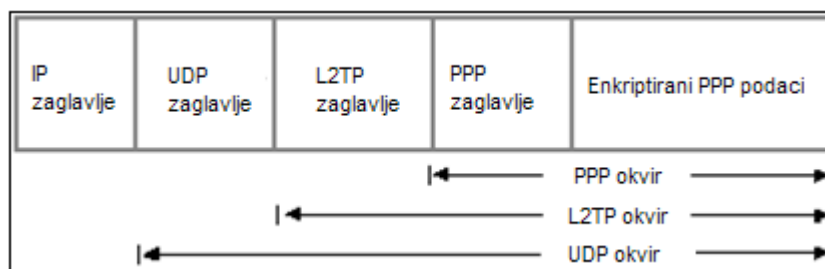 IP
zaglavlje
UDP
zaglavlje
L2TP
zaglavlje
PPP
zaglavlje
Enkriptirani PPP podaci
PPP okvir
L2TP okvir
UDP okvir